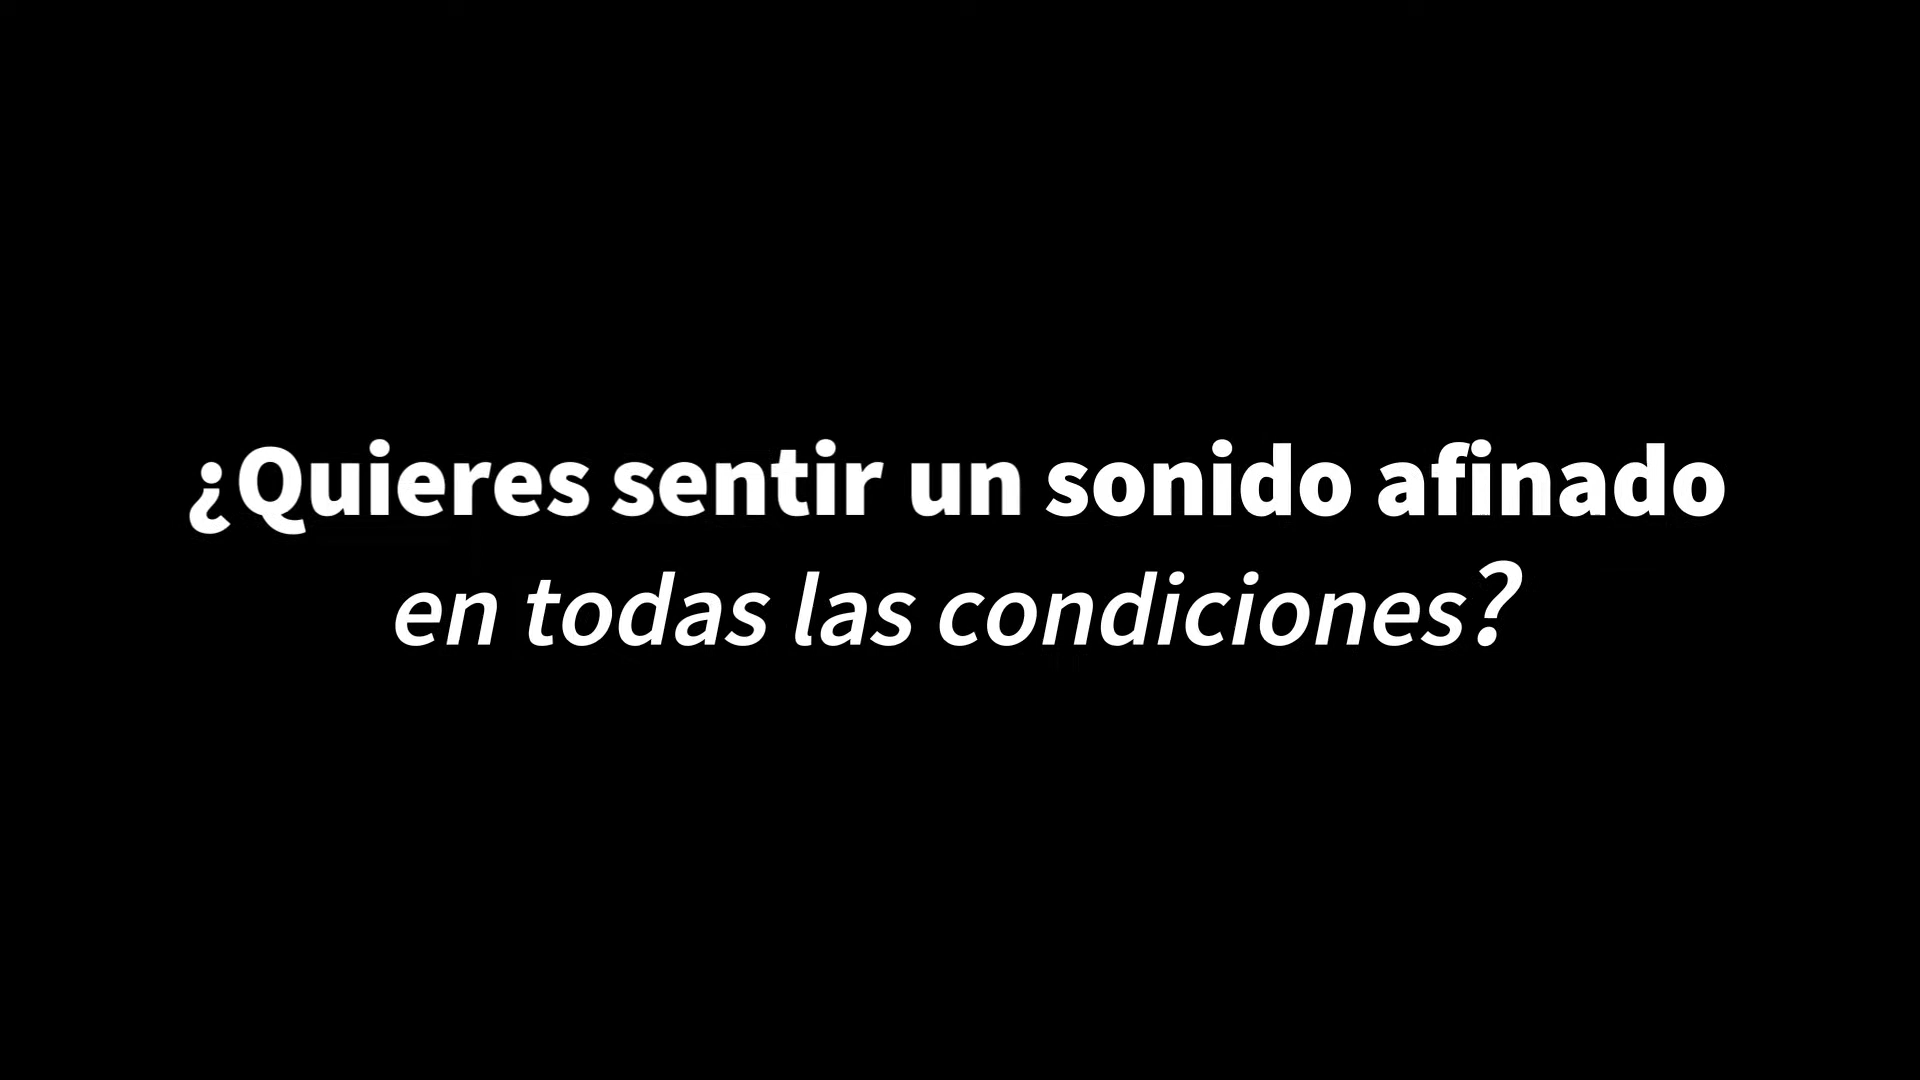 ¿Quieres sentir un sonido afinado
en todas las condiciones?